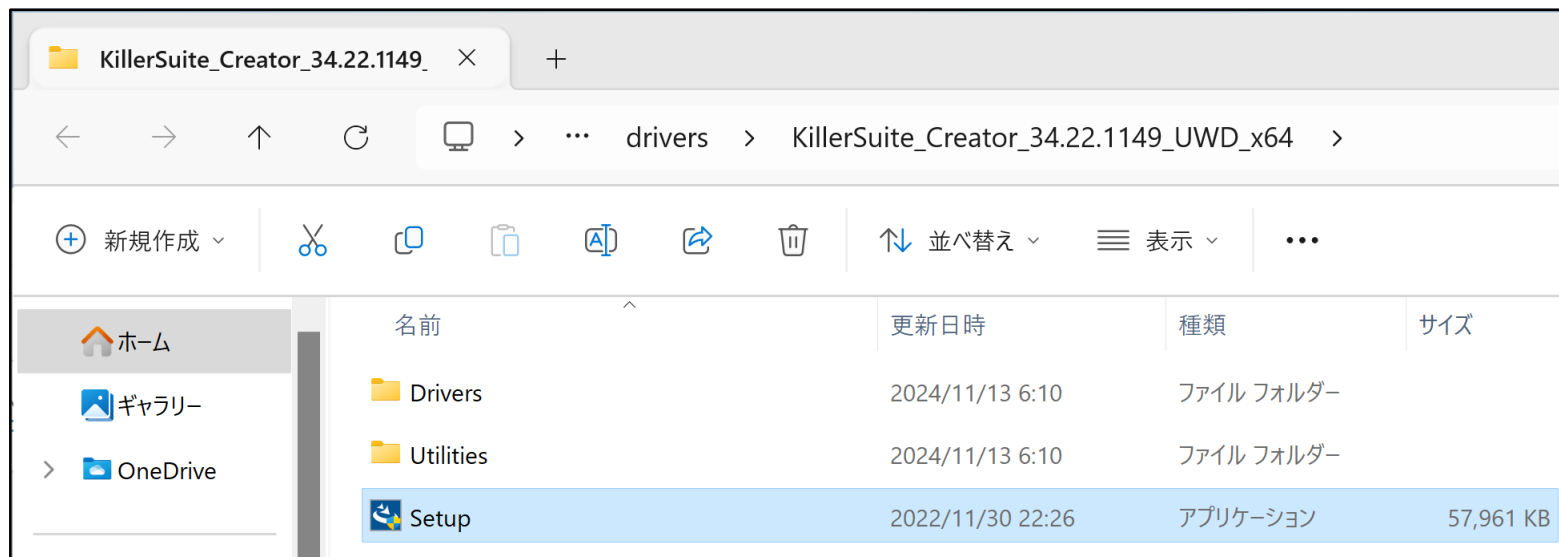 KillerSuite_Creator_34.22.1149_
drivers KillerSuite_Creator_34.22.1149_UWD_x64
新規作成 並べ替え 表示
名前 更新日時 種類 サイズ
ホーム
Drivers 2024/11/13 6:10 ファイル フォルダー
ギャラリー
Utilities 2024/11/13 6:10 ファイル フォルダー
OneDrive
Setup 2022/11/30 22:26 アプリケーション 57,961 KB